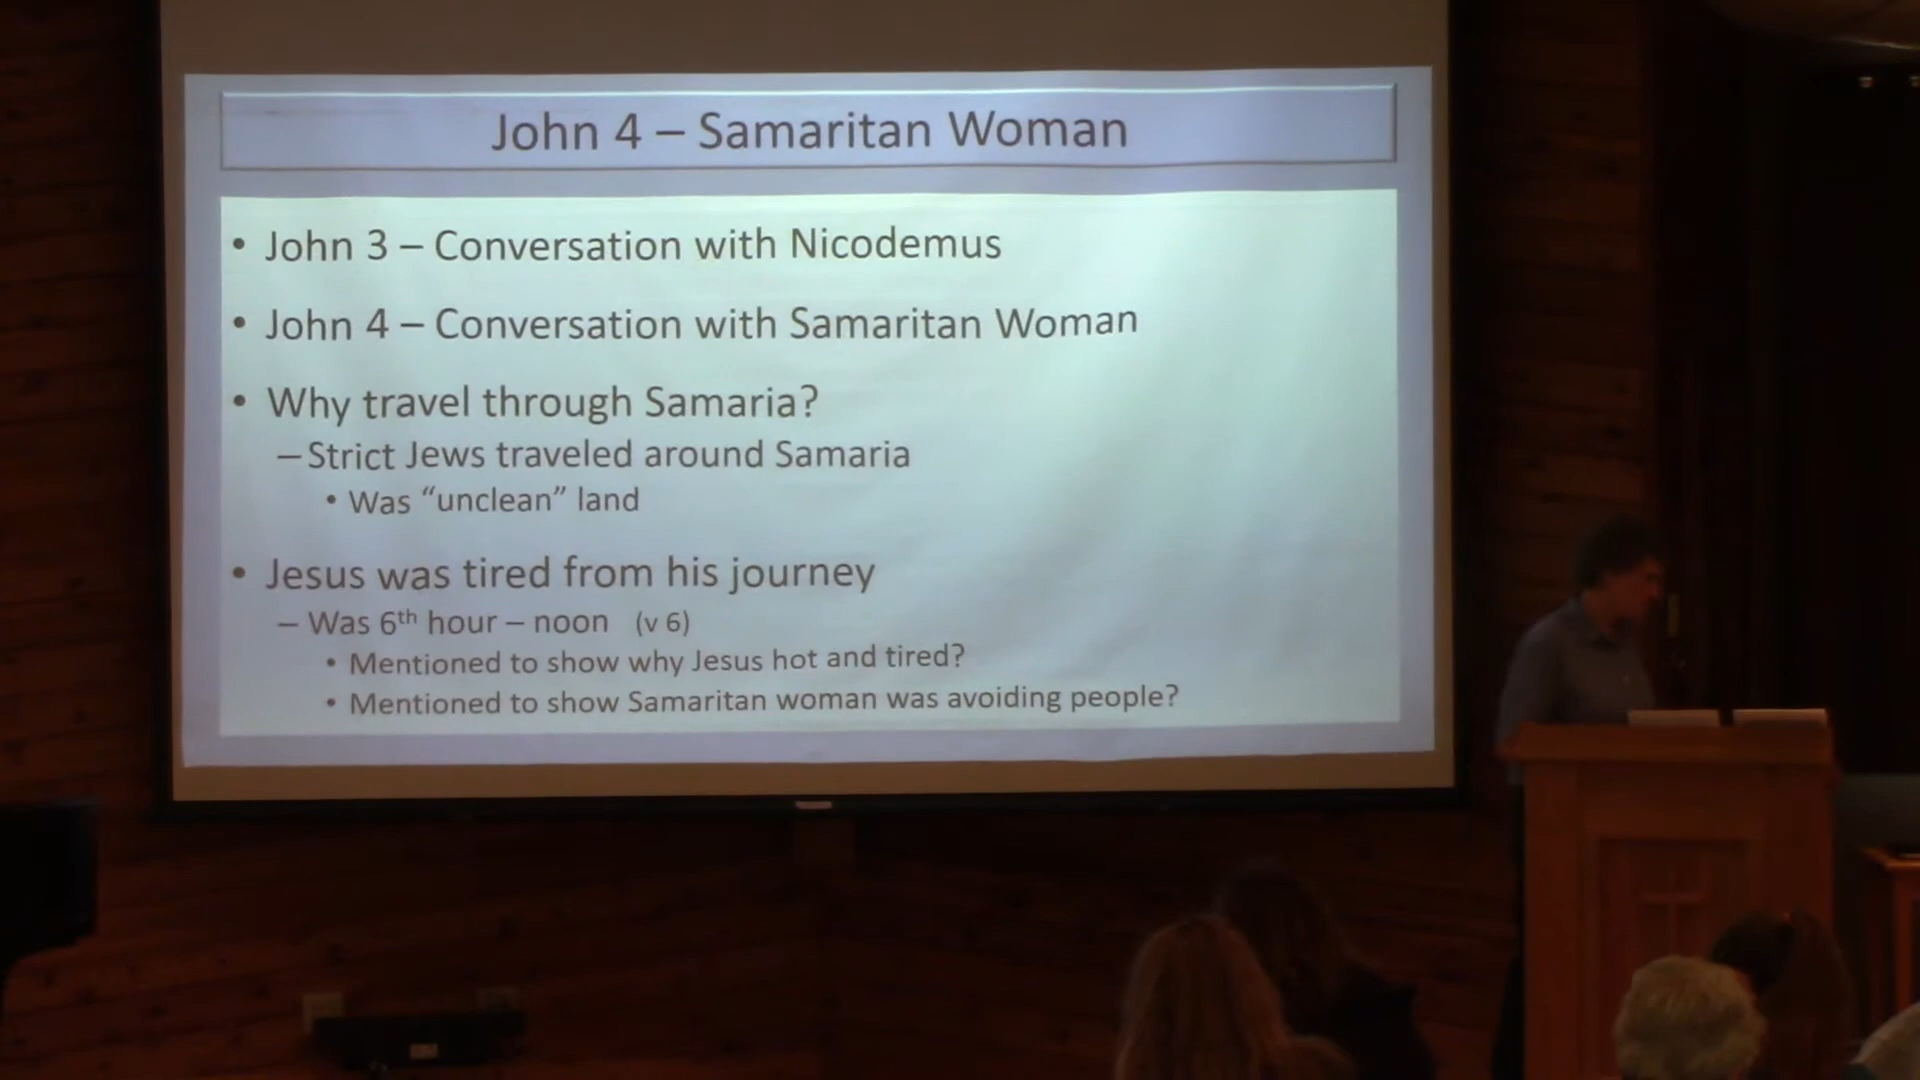 John 4 – Samaritan Woman
• John 3 – Conversation with Nicodemus
• John 4 – Conversation with Samaritan Woman
• Why travel through Samaria?
– Strict Jews traveled around Samaria
• Was “unclean” land
• Jesus was tired from his journey
– Was 6th hour – noon (v 6)
• Mentioned to show why Jesus hot and tired?
• Mentioned to show Samaritan woman was avoiding people?